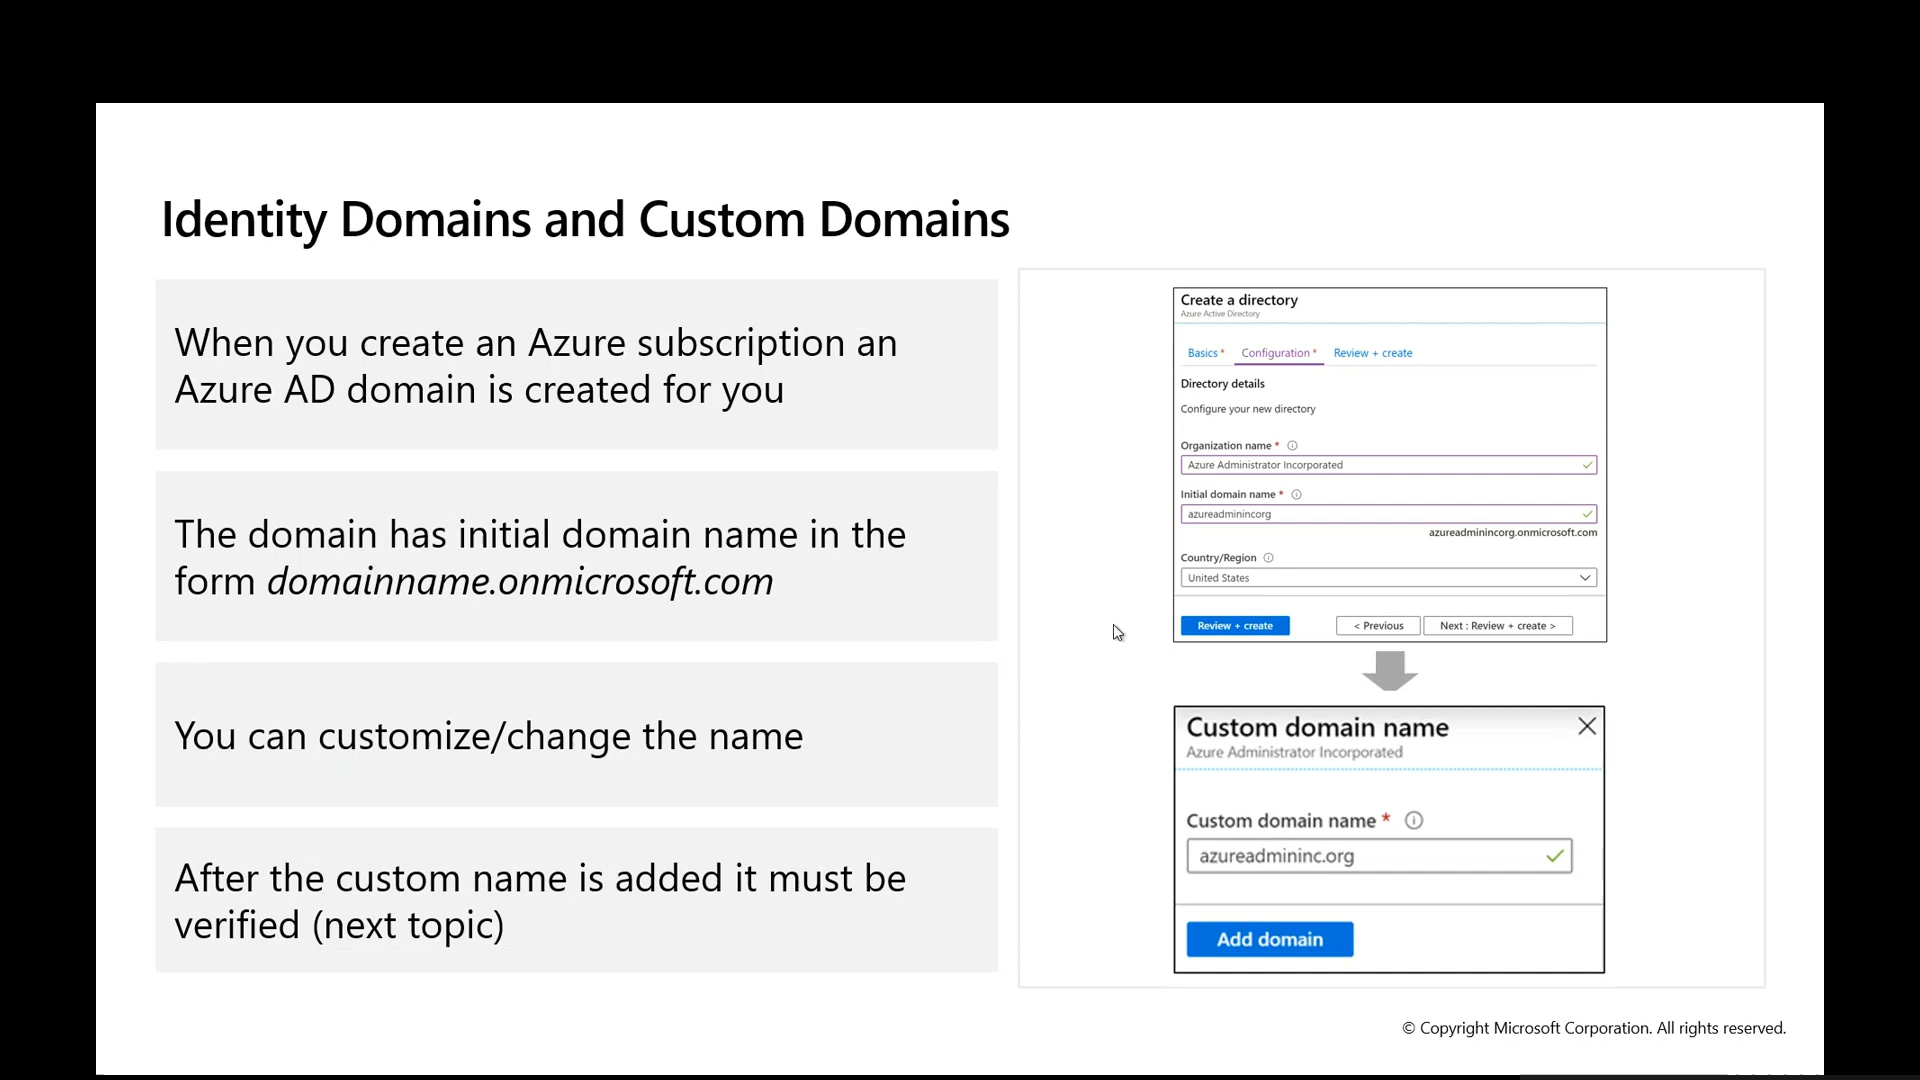 Identity Domains and Custom Domains
When you create an Azure subscription an
Azure AD domain is created for you
The domain has initial domain name in the
form domainname.onmicrosoft.com
You can customize/change the name
After the custom name is added it must be
verified (next topic)
Create a directory
Azure Active Directory
Basics * Configuration * Review + create
Directory details
Configure your new directory
Organization name *
Azure Administrator Incorporated
Initial domain name *
azureadminincorg
azureadminincorg.onmicrosoft.com
Country/Region
United States
Review + create < Previous Next : Review + create >
Custom domain name
Azure Administrator Incorporated
Custom domain name *
azureadmininc.org
Add domain
© Copyright Microsoft Corporation. All rights reserved.